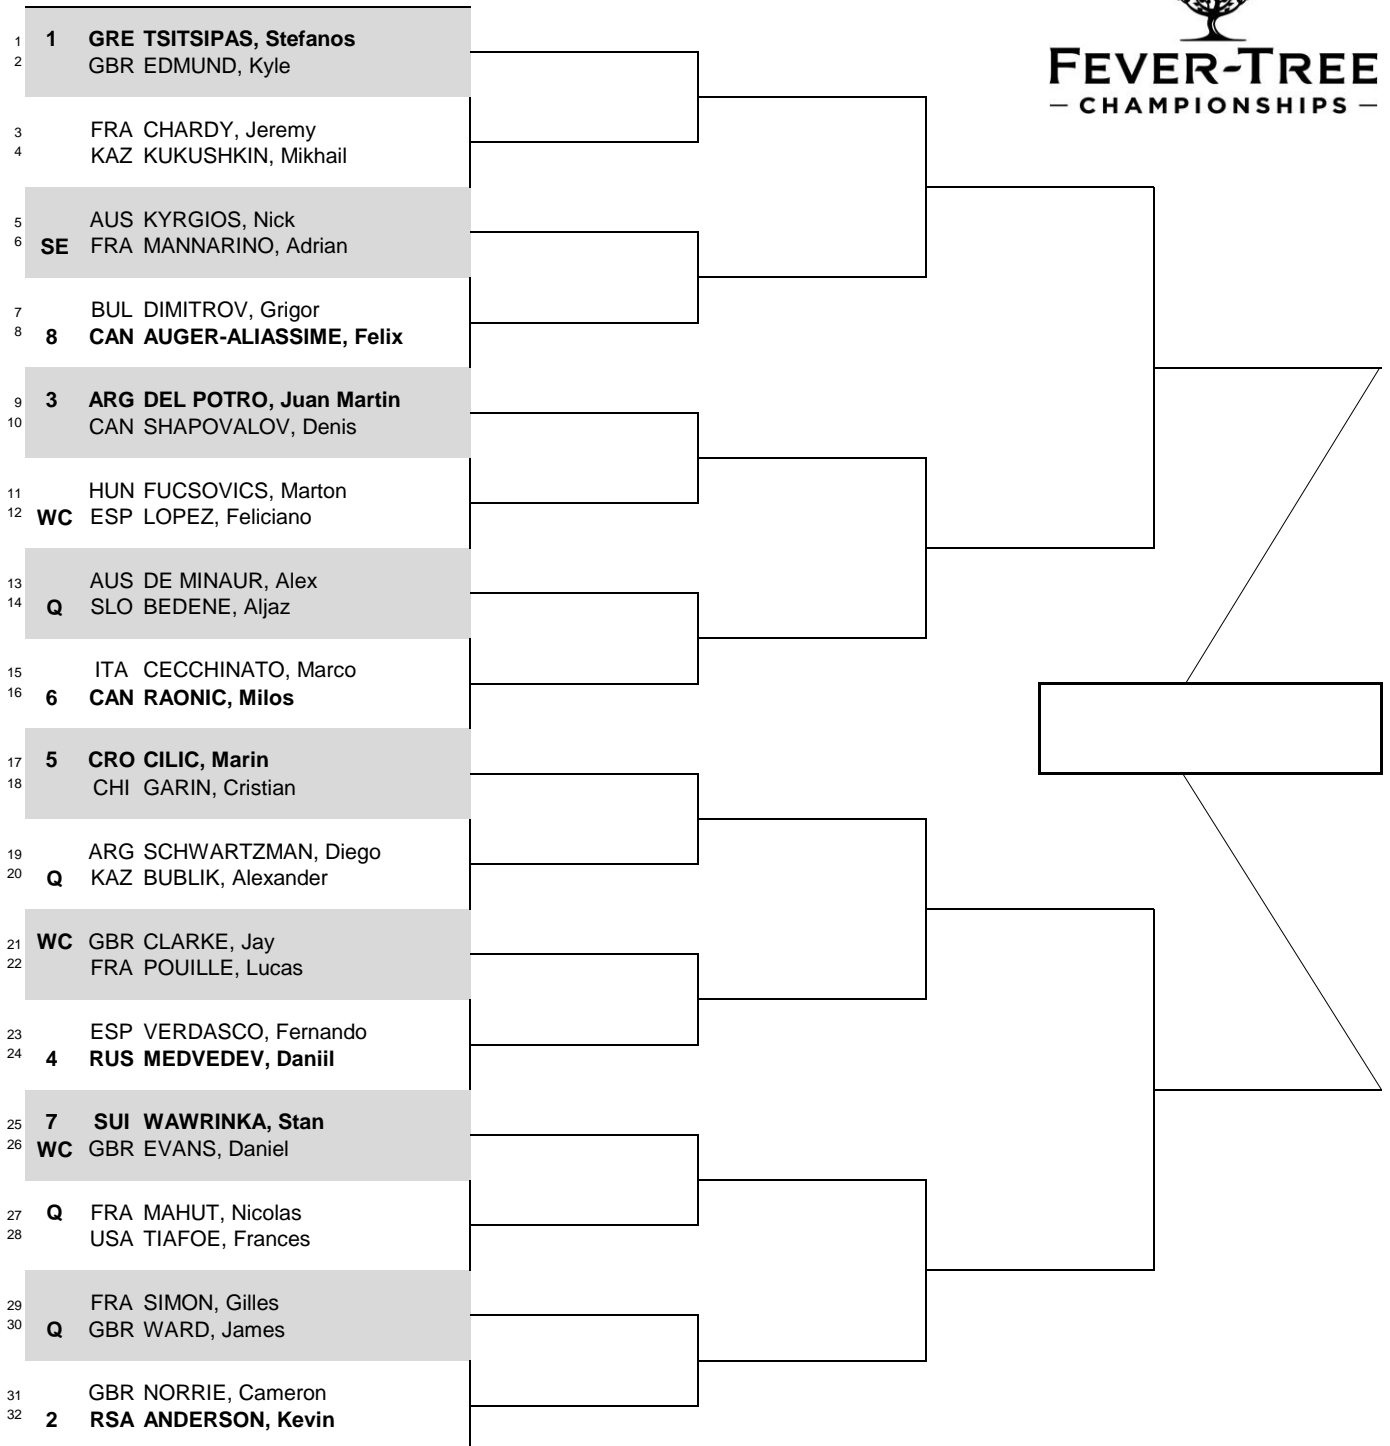 FEVER-TREE
— CHAMPIONSHIPS —
1 1 GRE TSITSIPAS, Stefanos
2 GBR EDMUND, Kyle
3 FRA CHARDY, Jeremy
4 KAZ KUKUSHKIN, Mikhail
5 AUS KYRGIOS, Nick
6 SE FRA MANNARINO, Adrian
7 BUL DIMITROV, Grigor
8 8 CAN AUGER-ALIASSIME, Felix
9 3 ARG DEL POTRO, Juan Martin
10 CAN SHAPOVALOV, Denis
11 HUN FUCSOVICS, Marton
12 WC ESP LOPEZ, Feliciano
13 AUS DE MINAUR, Alex
14 Q SLO BEDENE, Aljaz
15 ITA CECCHINATO, Marco
16 6 CAN RAONIC, Milos
17 5 CRO CILIC, Marin
18 CHI GARIN, Cristian
19 ARG SCHWARTZMAN, Diego
20 Q KAZ BUBLIK, Alexander
21 WC GBR CLARKE, Jay
22 FRA POUILLE, Lucas
23 ESP VERDASCO, Fernando
24 4 RUS MEDVEDEV, Daniil
25 7 SUI WAWRINKA, Stan
26 WC GBR EVANS, Daniel
27 Q FRA MAHUT, Nicolas
28 USA TIAFOE, Frances
29 FRA SIMON, Gilles
30 Q GBR WARD, James
31 GBR NORRIE, Cameron
32 2 RSA ANDERSON, Kevin